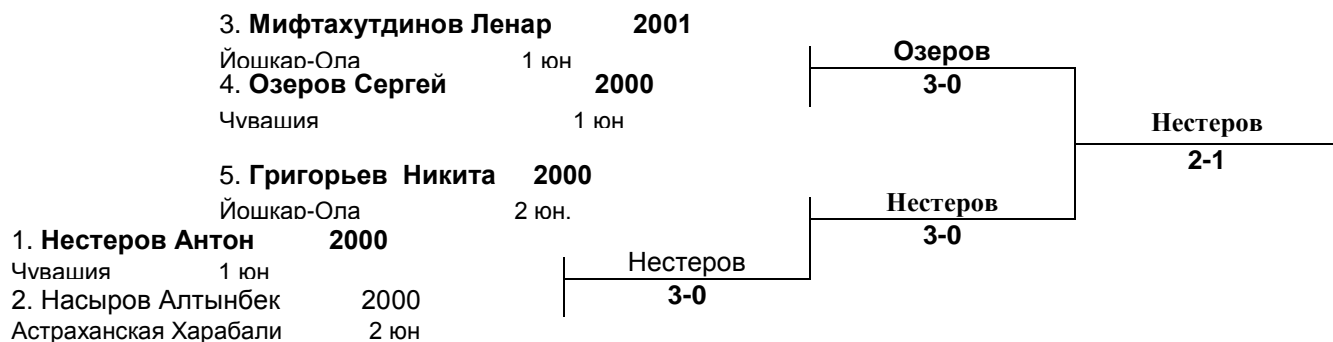 3. Мифтахутдинов Ленар 2001
Йошкар-Ола 1 юн
Озеров
4. Озеров Сергей 2000
3-0
Чувашия 1 юн
Нестеров
2-1
5. Григорьев Никита 2000
Йошкар-Ола 2 юн.
Нестеров
3-0
1. Нестеров Антон 2000
Чувашия 1 юн
Нестеров
3-0
2. Насыров Алтынбек 2000
Астраханская Харабали 2 юн